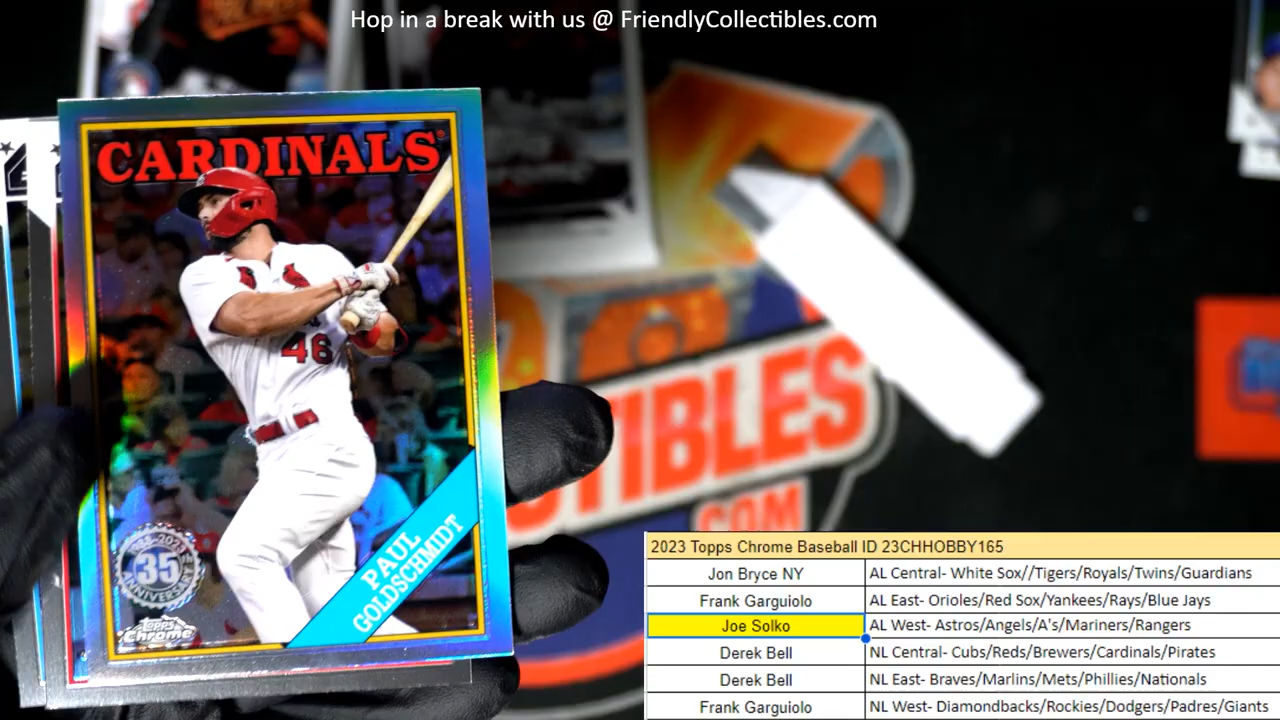 Hop in a break with us @ FriendlyCollectibles.com
CARDINALS
46
35
ANNIVERSARY
PAUL
GOLDSCHMIDT
Topps
Chrome
TIBLES
.COM
2023 Topps Chrome Baseball ID 23CHHOBBY165
Jon Bryce NY AL Central- White Sox//Tigers/Royals/Twins/Guardians
Frank Garguiolo AL East- Orioles/Red Sox/Yankees/Rays/Blue Jays
Joe Solko AL West- Astros/Angels/A's/Mariners/Rangers
Derek Bell NL Central- Cubs/Reds/Brewers/Cardinals/Pirates
Derek Bell NL East- Braves/Marlins/Mets/Phillies/Nationals
Frank Garguiolo NL West- Diamondbacks/Rockies/Dodgers/Padres/Giants